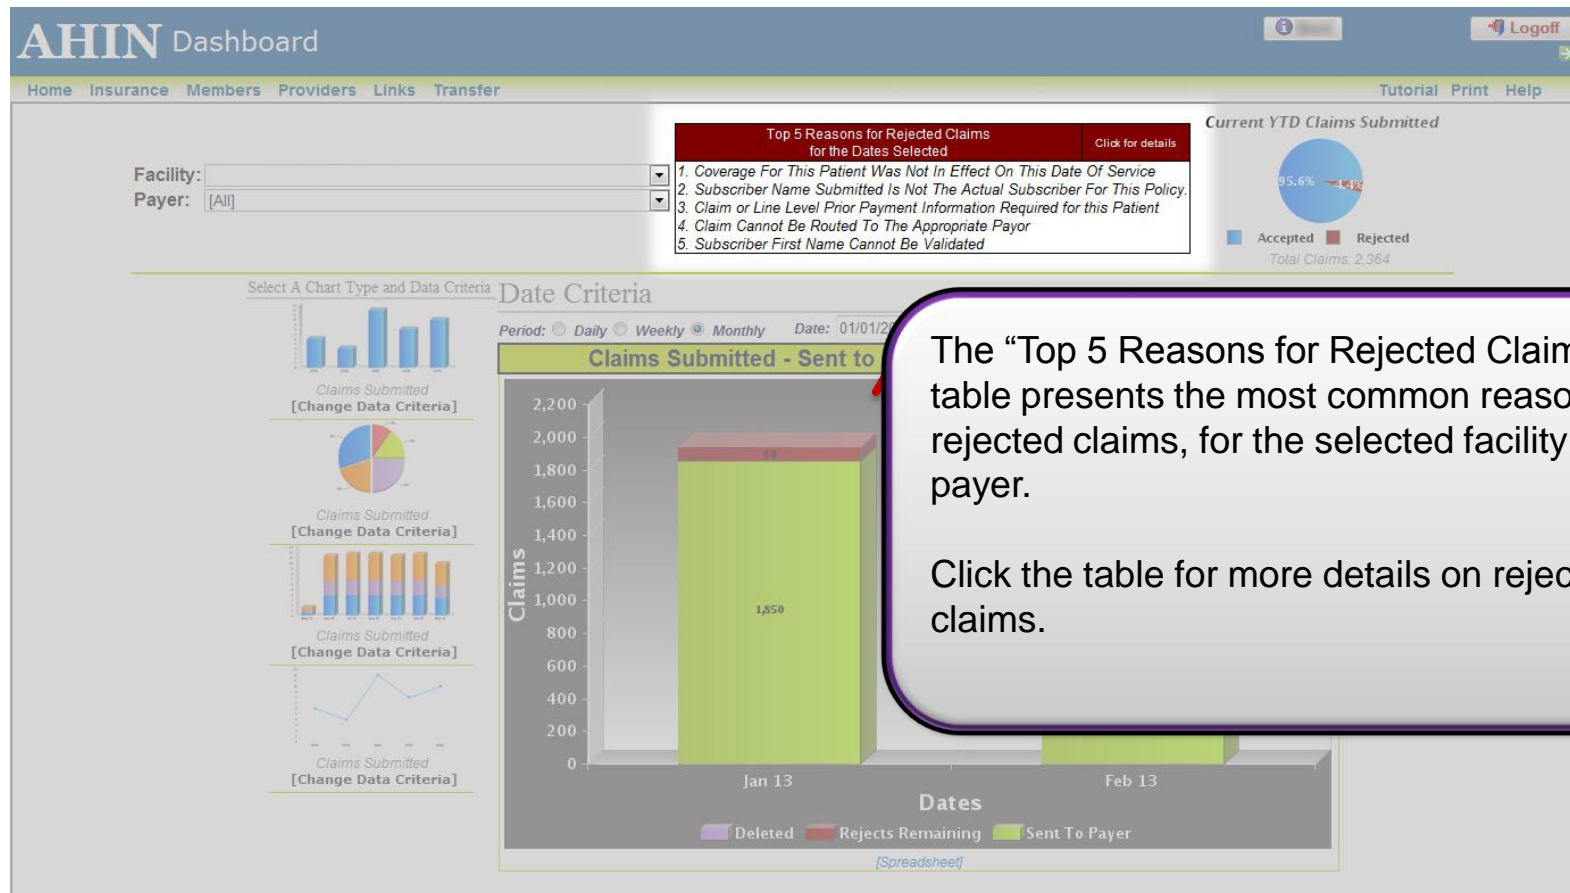 AHIN Dashboard
Logoff
Home Insurance Members Providers Links Transfer
Tutorial Print Help
Facility:
Payer: [All]
Top 5 Reasons for Rejected Claims
for the Dates Selected
Click for details
1. Coverage For This Patient Was Not In Effect On This Date Of Service
2. Subscriber Name Submitted Is Not The Actual Subscriber For This Policy.
3. Claim or Line Level Prior Payment Information Required for this Patient
4. Claim Cannot Be Routed To The Appropriate Payor
5. Subscriber First Name Cannot Be Validated
Current YTD Claims Submitted
95.6%
4.4%
Accepted Rejected
Total Claims: 2,364
Select A Chart Type and Data Criteria
Claims Submitted
[Change Data Criteria]
Claims Submitted
[Change Data Criteria]
Claims Submitted
[Change Data Criteria]
Claims Submitted
[Change Data Criteria]
Date Criteria
Period: Daily Weekly Monthly Date: 01/01/2
Claims Submitted - Sent to
2,200
2,000
1,800
1,600
1,400
1,200
1,000
800
600
400
200
0
Claims
1,850
Jan 13
Feb 13
Dates
Deleted Rejects Remaining Sent To Payer
[Spreadsheet]
The “Top 5 Reasons for Rejected Claim
table presents the most common reaso
rejected claims, for the selected facility
payer.
Click the table for more details on rejec
claims.